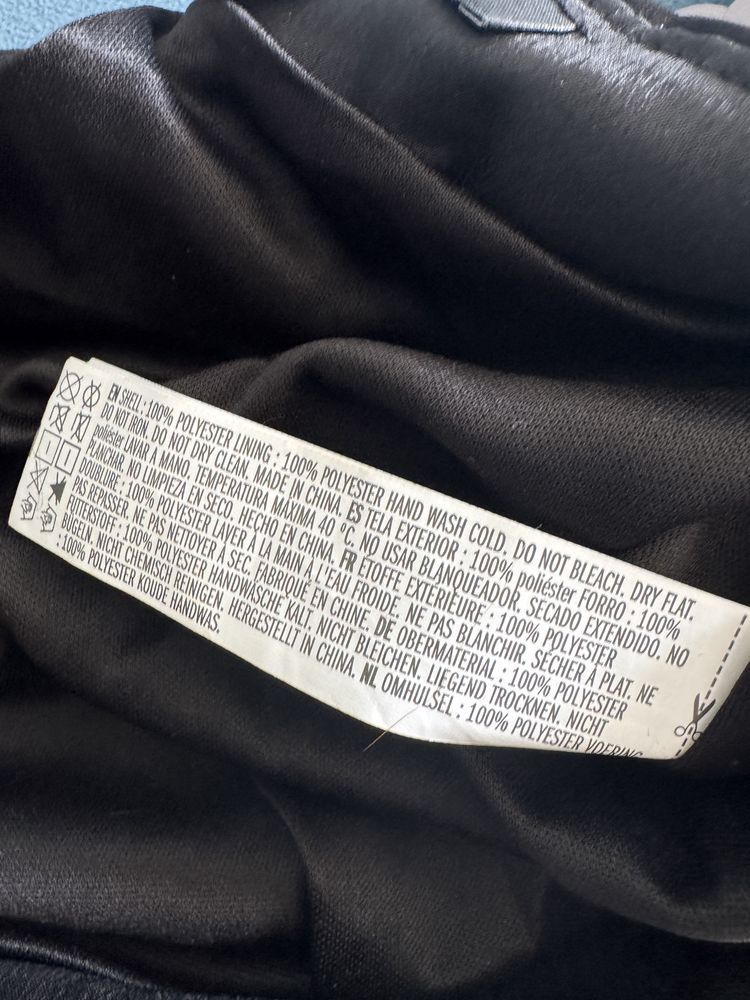 EN SHELL: 100% POLYESTER LINING : 100% POLYESTER HAND WASH COLD. DO NOT BLEACH. DRY FLAT.
DO NOT IRON. DO NOT DRY CLEAN. MADE IN CHINA. ES TELA EXTERIOR : 100% poliéster FORRO : 100%
poliéster LAVAR A MANO. TEMPERATURA MAXIMA 40 °C. NO USAR BLANQUEADOR. SECADO EXTENDIDO. NO
PLANCHAR. NO LIMPIEZA EN SECO. HECHO EN CHINA. FR ÉTOFFE EXTÉRIEURE : 100% POLYESTER
DOUBLURE : 100% POLYESTER LAVER À LA MAIN À L'EAU FROIDE. NE PAS BLANCHIR. SÉCHER À PLAT. NE
PAS REPASSER. NE PAS NETTOYER À SEC. FABRIQUÉ EN CHINE. DE OBERMATERIAL : 100% POLYESTER
FUTTERSTOFF : 100% POLYESTER HANDWÄSCHE KALT. NICHT BLEICHEN. LIEGEND TROCKNEN. NICHT
BÜGELN. NICHT CHEMISCH REINIGEN. HERGESTELLT IN CHINA. NL OMHULSEL : 100% POLYESTER VOERING
: 100% POLYESTER KOUDE HANDWAS.